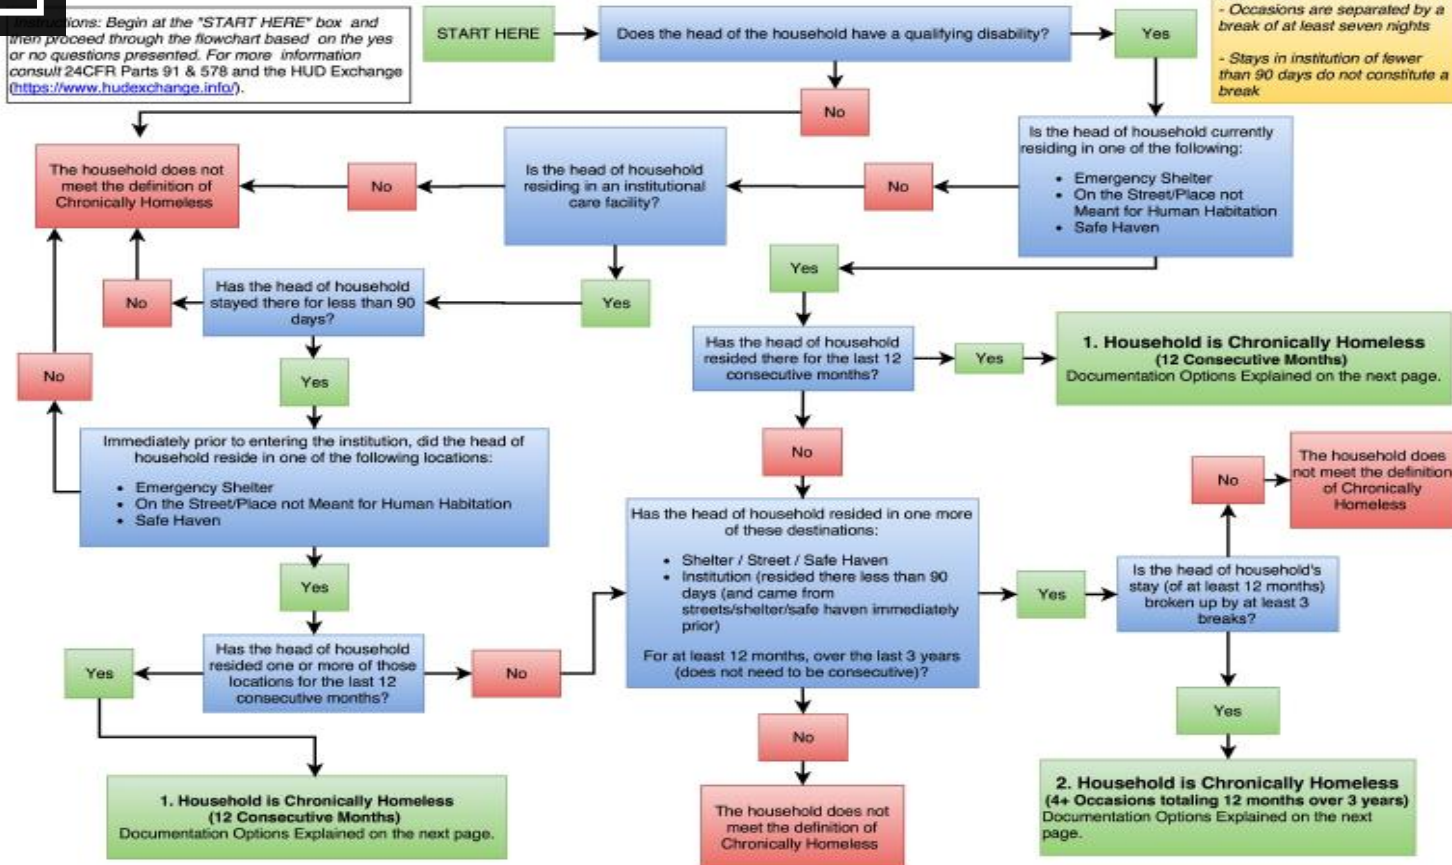 Instructions: Begin at the "START HERE" box and
then proceed through the flowchart based on the yes
or no questions presented. For more information
consult 24CFR Parts 91 & 578 and the HUD Exchange
(https://www.hudexchange.info/).
START HERE
Does the head of the household have a qualifying disability?
Yes
- Occasions are separated by a
break of at least seven nights
- Stays in institution of fewer
than 90 days do not constitute a
break
No
The household does not
meet the definition of
Chronically Homeless
No
Is the head of household
residing in an institutional
care facility?
No
Is the head of household currently
residing in one of the following:
• Emergency Shelter
• On the Street/Place not
Meant for Human Habitation
• Safe Haven
Yes
No
Has the head of household
stayed there for less than 90
days?
Yes
Has the head of household
resided there for the last 12
consecutive months?
Yes
1. Household is Chronically Homeless
(12 Consecutive Months)
Documentation Options Explained on the next page.
No
Yes
Immediately prior to entering the institution, did the head of
household reside in one of the following locations:
• Emergency Shelter
• On the Street/Place not Meant for Human Habitation
• Safe Haven
No
No
The household does
not meet the definition
of Chronically
Homeless
Has the head of household resided in one more
of these destinations:
• Shelter / Street / Safe Haven
• Institution (resided there less than 90
days (and came from
streets/shelter/safe haven immediately
prior)
For at least 12 months, over the last 3 years
(does not need to be consecutive)?
Yes
Is the head of household's
stay (of at least 12 months)
broken up by at least 3
breaks?
Yes
Yes
Has the head of household
resided one or more of those
locations for the last 12
consecutive months?
No
No
Yes
1. Household is Chronically Homeless
(12 Consecutive Months)
Documentation Options Explained on the next page.
The household does not
meet the definition of
Chronically Homeless
2. Household is Chronically Homeless
(4+ Occasions totaling 12 months over 3 years)
Documentation Options Explained on the next
page.